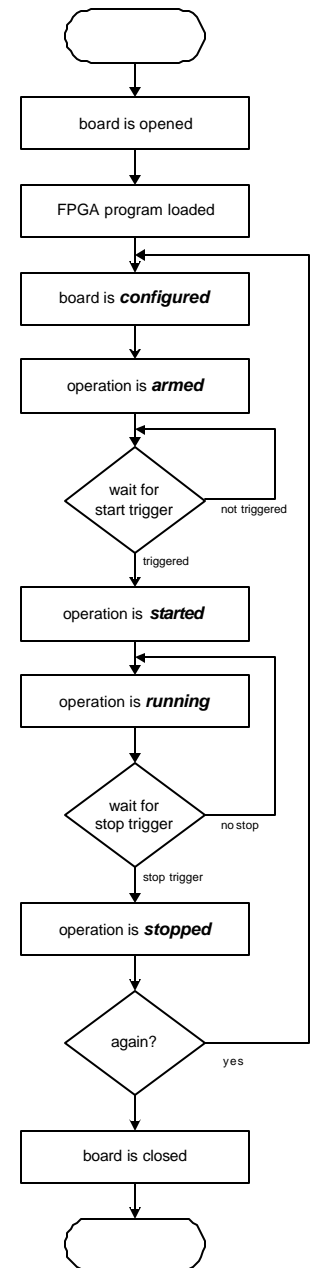 board is opened
FPGA program loaded
board is configured
operation is armed
wait for
start trigger
not triggered
triggered
operation is started
operation is running
wait for
stop trigger
no stop
stop trigger
operation is stopped
again?
yes
board is closed